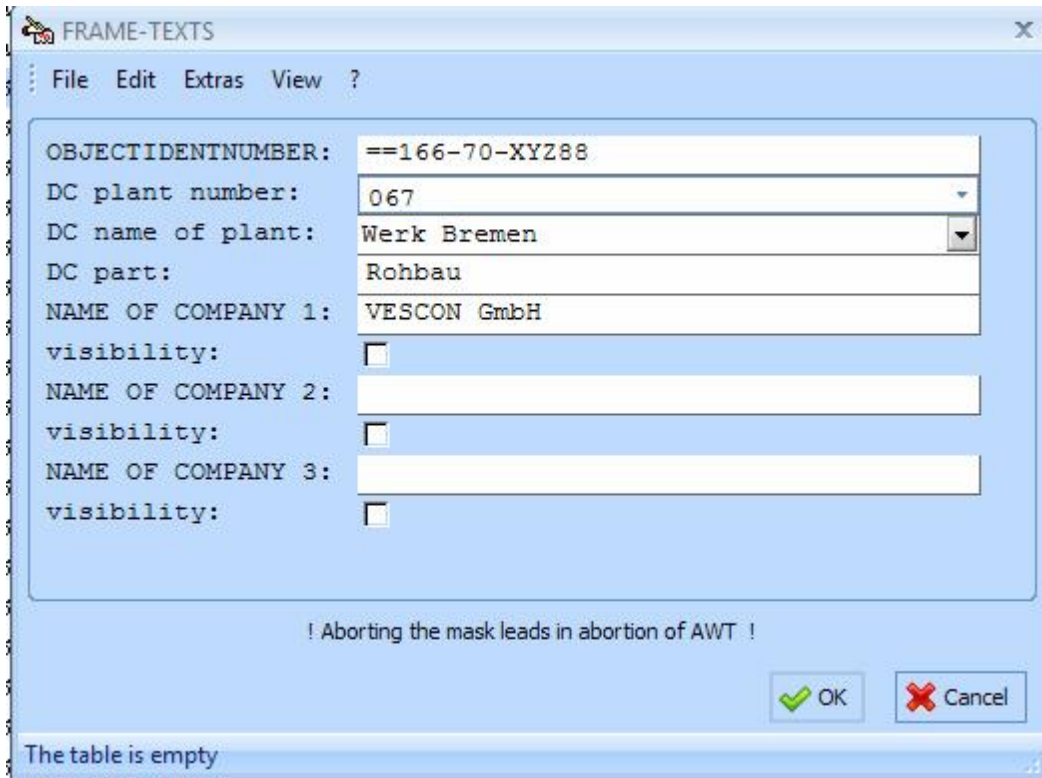 FRAME-TEXTS
File Edit Extras View ?
OBJECTIDENTNUMBER: ==166-70-XYZ88
DC plant number: 067
DC name of plant: Werk Bremen
DC part: Rohbau
NAME OF COMPANY 1: VESCON GmbH
visibility:
NAME OF COMPANY 2:
visibility:
NAME OF COMPANY 3:
visibility:
! Aborting the mask leads in abortion of AWT !
OK Cancel
The table is empty